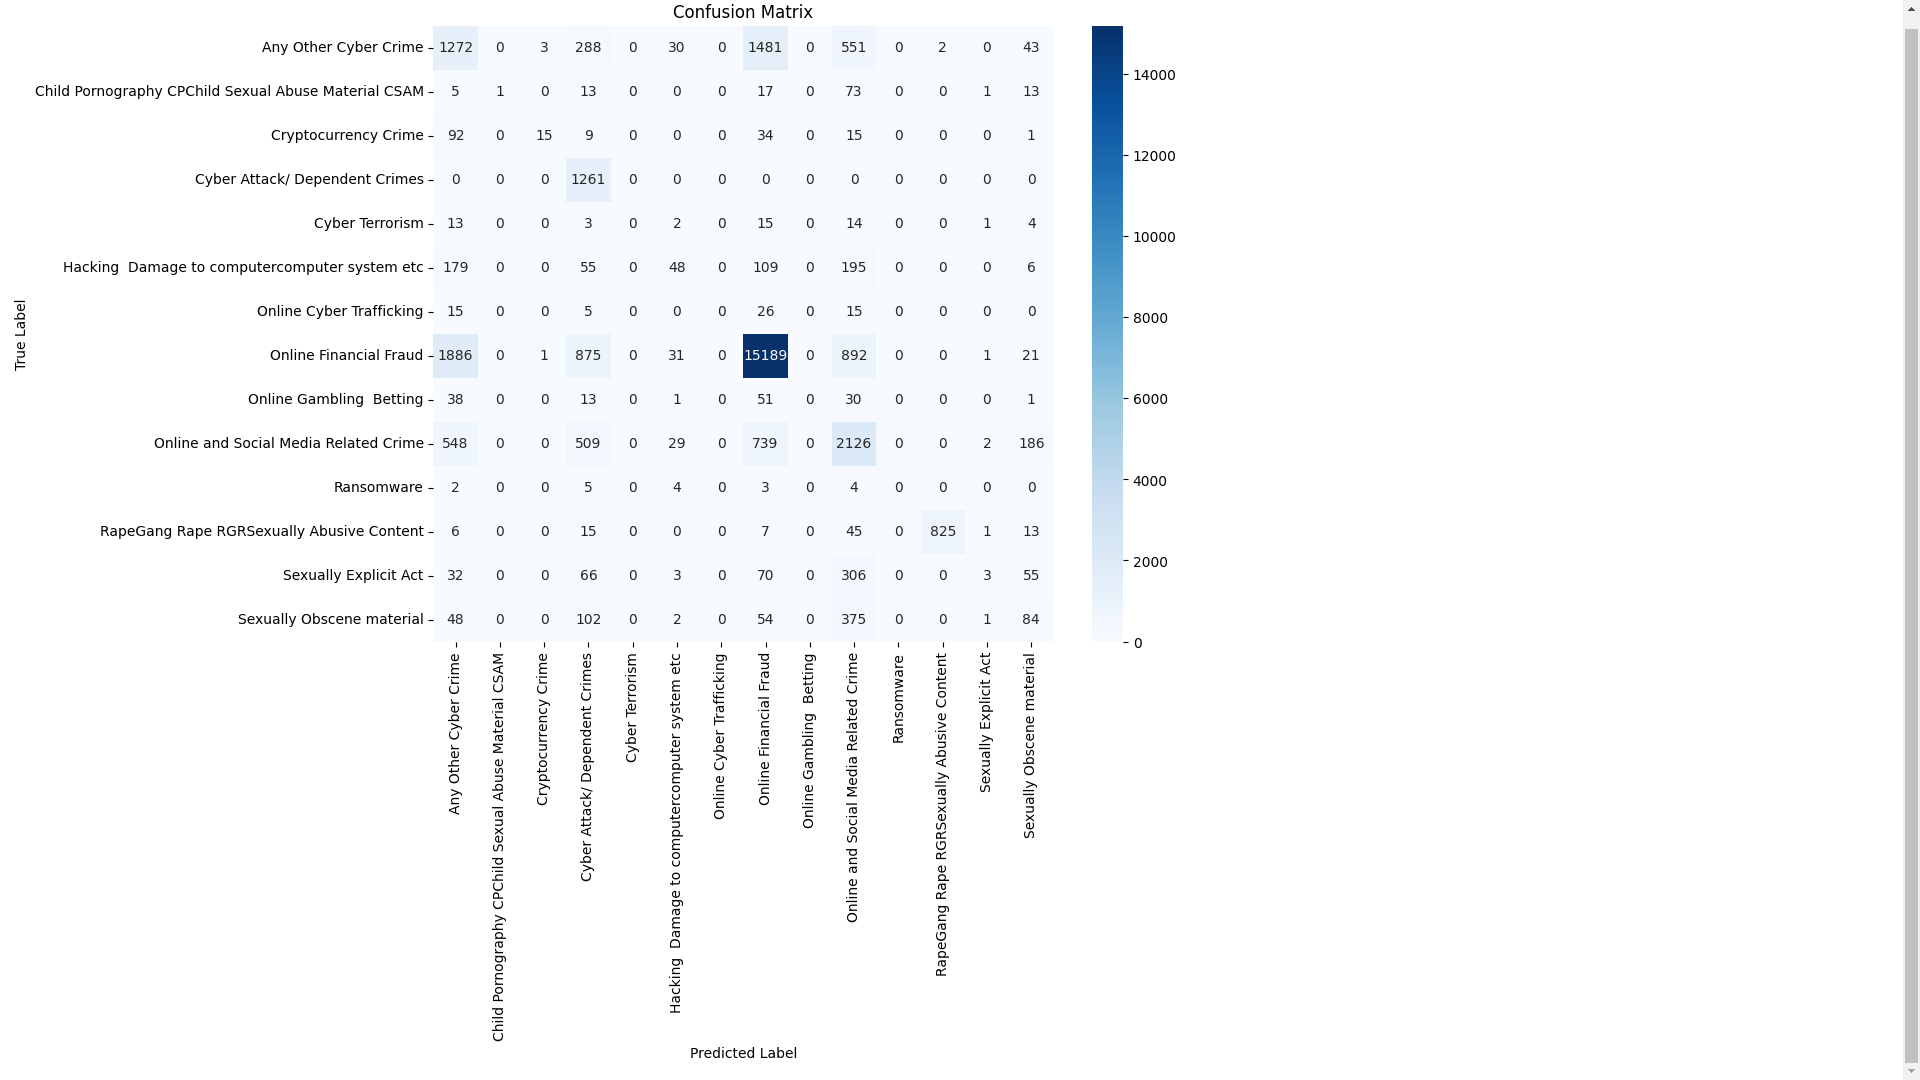 Confusion Matrix
Any Other Cyber Crime 1272 0 3 288 0 30 0 1481 0 551 0 2 0 43
Child Pornography CPChild Sexual Abuse Material CSAM 5 1 0 13 0 0 0 17 0 73 0 0 1 13
Cryptocurrency Crime 92 0 15 9 0 0 0 34 0 15 0 0 0 1
Cyber Attack/ Dependent Crimes 0 0 0 1261 0 0 0 0 0 0 0 0 0 0
Cyber Terrorism 13 0 0 3 0 2 0 15 0 14 0 0 1 4
Hacking  Damage to computercomputer system etc 179 0 0 55 0 48 0 109 0 195 0 0 0 6
Online Cyber Trafficking 15 0 0 5 0 0 0 26 0 15 0 0 0 0
Online Financial Fraud 1886 0 1 875 0 31 0 15189 0 892 0 0 1 21
Online Gambling  Betting 38 0 0 13 0 1 0 51 0 30 0 0 0 1
Online and Social Media Related Crime 548 0 0 509 0 29 0 739 0 2126 0 0 2 186
Ransomware 2 0 0 5 0 4 0 3 0 4 0 0 0 0
RapeGang Rape RGRSexually Abusive Content 6 0 0 15 0 0 0 7 0 45 0 825 1 13
Sexually Explicit Act 32 0 0 66 0 3 0 70 0 306 0 0 3 55
Sexually Obscene material 48 0 0 102 0 2 0 54 0 375 0 0 1 84
True Label
Any Other Cyber Crime
Child Pornography CPChild Sexual Abuse Material CSAM
Cryptocurrency Crime
Cyber Attack/ Dependent Crimes
Cyber Terrorism
Hacking  Damage to computercomputer system etc
Online Cyber Trafficking
Online Financial Fraud
Online Gambling  Betting
Online and Social Media Related Crime
Ransomware
RapeGang Rape RGRSexually Abusive Content
Sexually Explicit Act
Sexually Obscene material
Predicted Label
14000
12000
10000
8000
6000
4000
2000
0